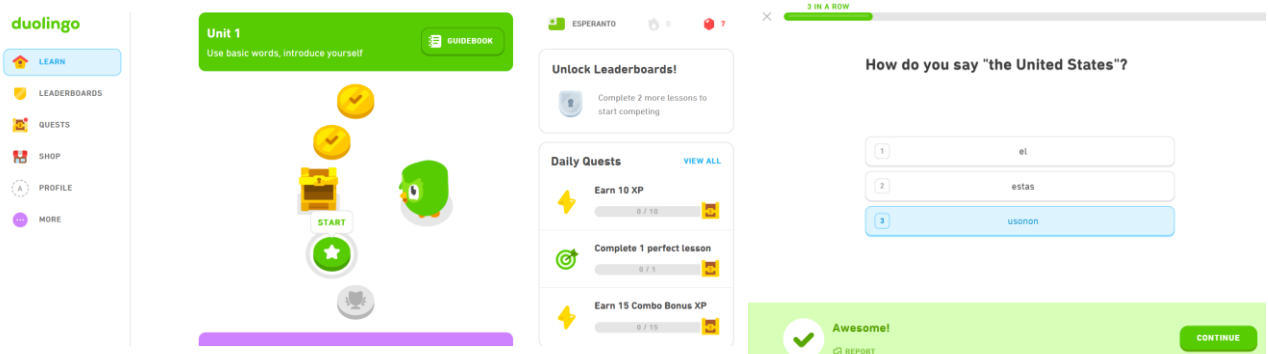 duolingo
LEARN
LEADERBOARDS
QUESTS
SHOP
A
PROFILE
MORE
Unit 1
Use basic words, introduce yourself
GUIDEBOOK
START
ESPERANTO
0
7
Unlock Leaderboards!
Complete 2 more lessons to
start competing
Daily Quests
VIEW ALL
Earn 10 XP
0 / 10
Complete 1 perfect lesson
0 / 1
Earn 15 Combo Bonus XP
0 / 15
3 IN A ROW
How do you say "the United States"?
1 el
2 estas
3 usonon
Awesome!
REPORT
CONTINUE